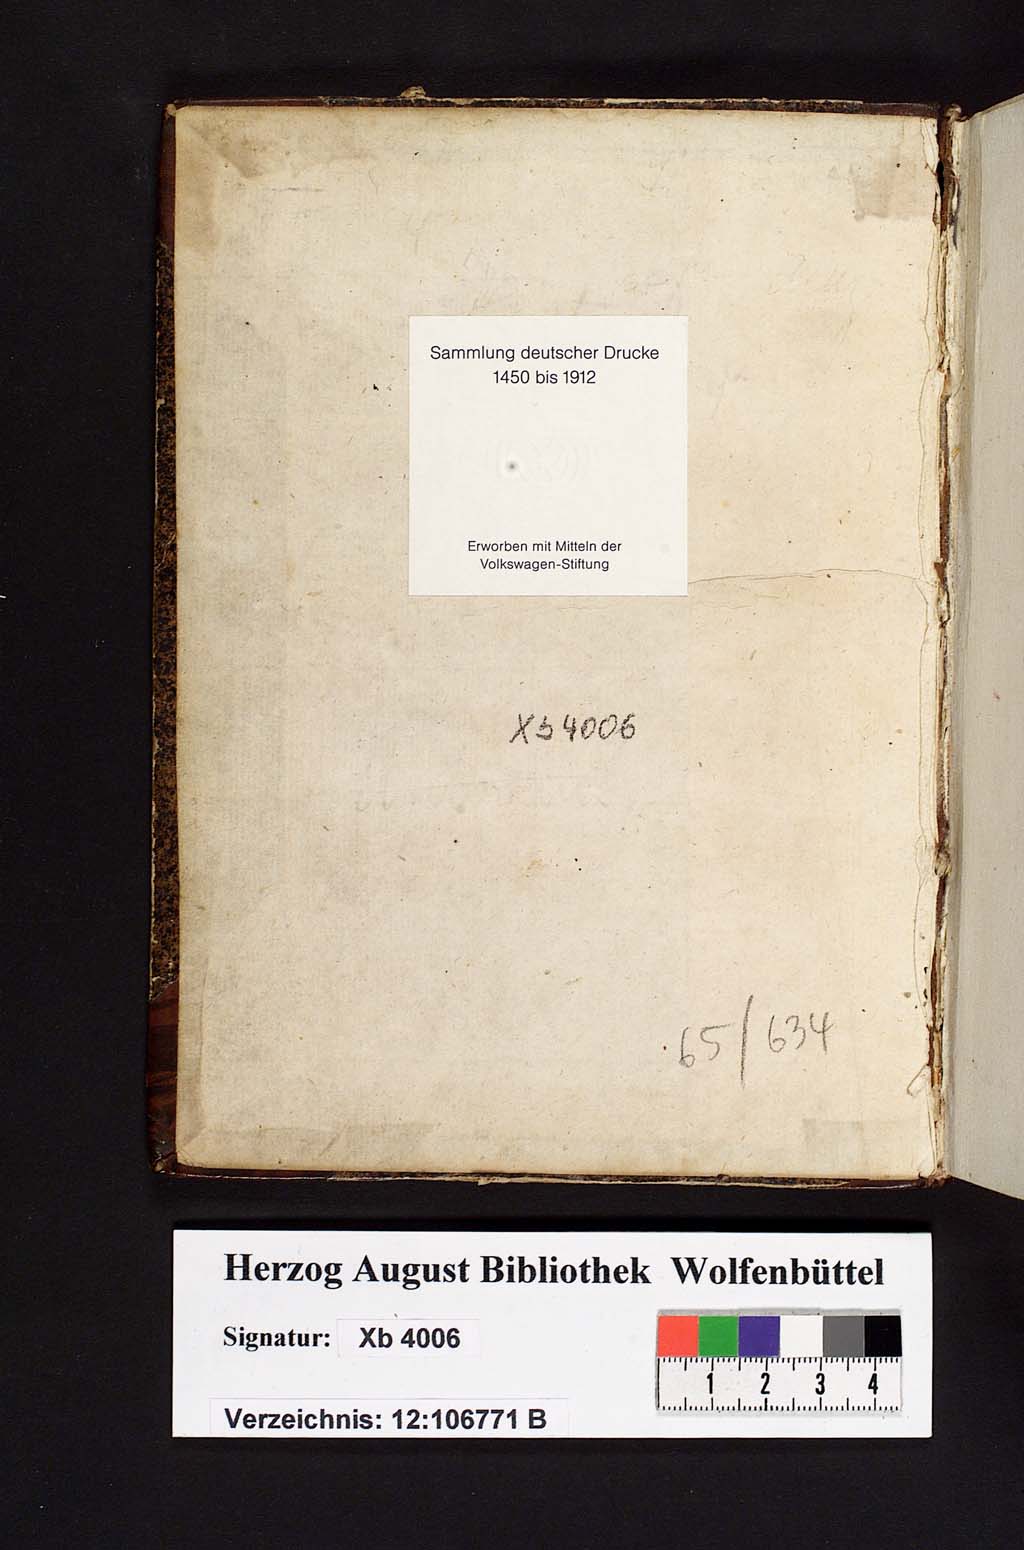 Sammlung deutscher Drucke
1450 bis 1912
Erworben mit Mitteln der
Volkswagen-Stiftung
Xb 4006
65/634
Herzog August Bibliothek Wolfenbüttel
Signatur: Xb 4006
1 2 3 4
Verzeichnis: 12:106771 B